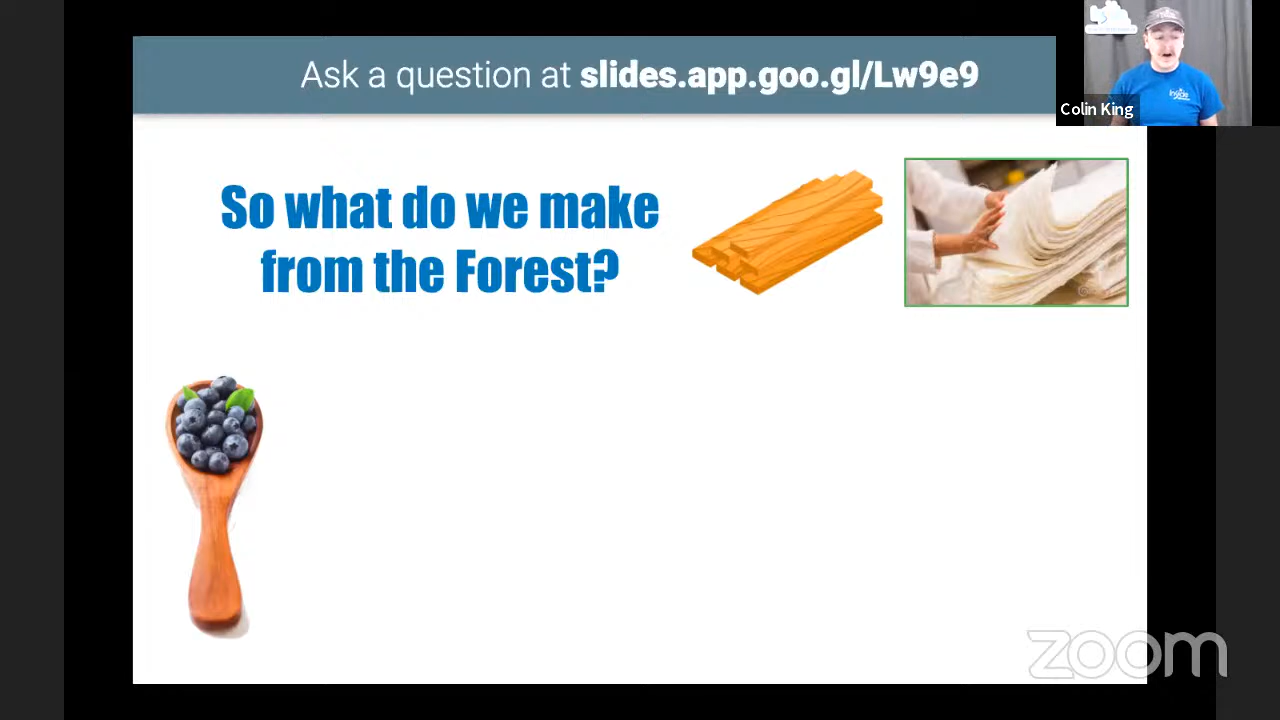 Ask a question at slides.app.goo.gl/Lw9e9
Colin King
So what do we make
from the Forest?
zoom